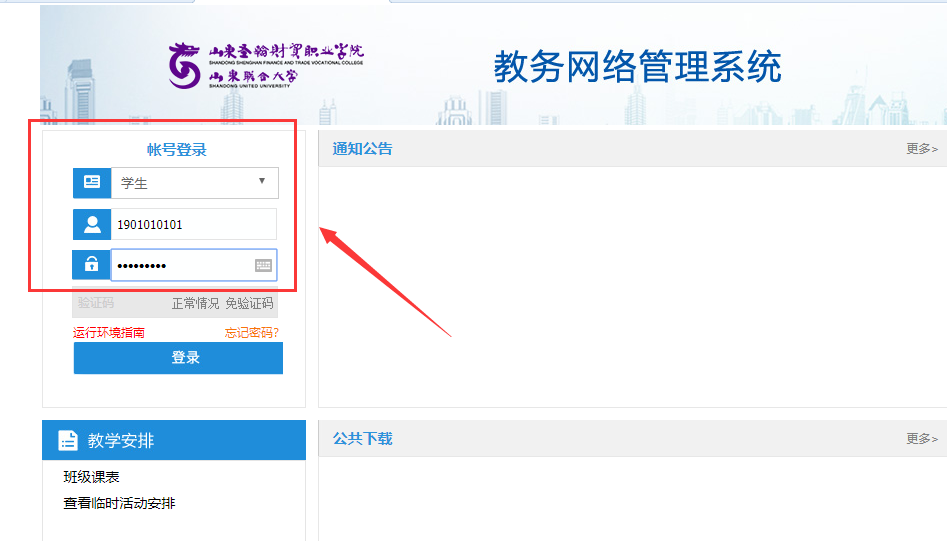 山东圣翰财贸职业学院
SHANDONG SHENGHAN FINANCE AND TRADE VOCATIONAL COLLEGE
山东联合大学
SHANDONG UNITED UNIVERSITY
教务网络管理系统
帐号登录
学生
1901010101
•••••••••
验证码 正常情况 免验证码
运行环境指南 忘记密码?
登录
通知公告 更多>
教学安排
班级课表
查看临时活动安排
公共下载 更多>